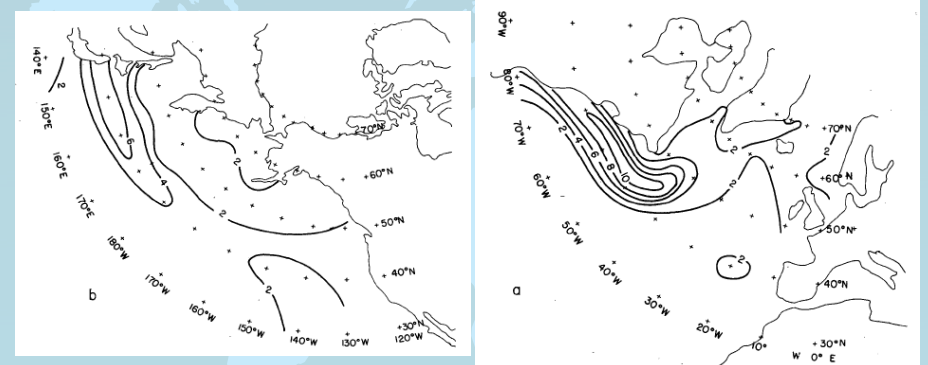 140°E
2
150°E
160°E
170°E
180°W
170°W
160°W
150°W
140°W
130°W
120°W
+30°N
40°N
+50°N
+60°N
70°N
6
4
2
2
2
b
90°W
80°W
70°W
60°W
50°W
40°W
30°W
20°W
10°
W 0° E
+30°N
+40°N
50°N+
+60°N
+70°N
2
4
6
8
10
2
2
2
2
a